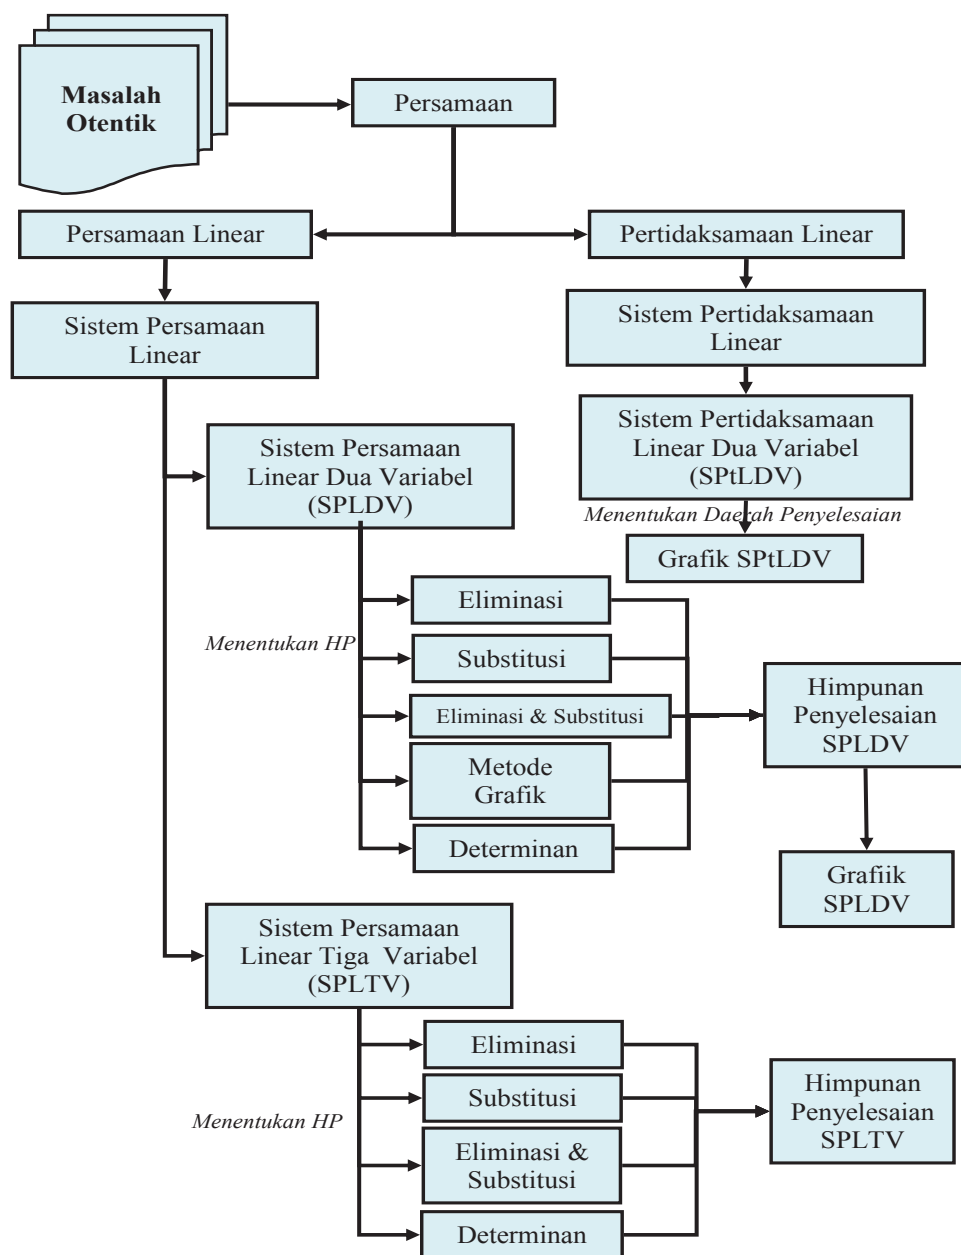 Masalah
Otentik
Persamaan
Persamaan Linear
Pertidaksamaan Linear
Sistem Persamaan
Linear
Sistem Pertidaksamaan
Linear
Sistem Pertidaksamaan
Linear Dua Variabel
(SPtLDV)
Menentukan Daerah Penyelesaian
Grafik SPtLDV
Sistem Persamaan
Linear Dua Variabel
(SPLDV)
Menentukan HP
Eliminasi
Substitusi
Eliminasi & Substitusi
Metode
Grafik
Determinan
Himpunan
Penyelesaian
SPLDV
Grafiik
SPLDV
Sistem Persamaan
Linear Tiga  Variabel
(SPLTV)
Menentukan HP
Eliminasi
Substitusi
Eliminasi &
Substitusi
Determinan
Himpunan
Penyelesaian
SPLTV